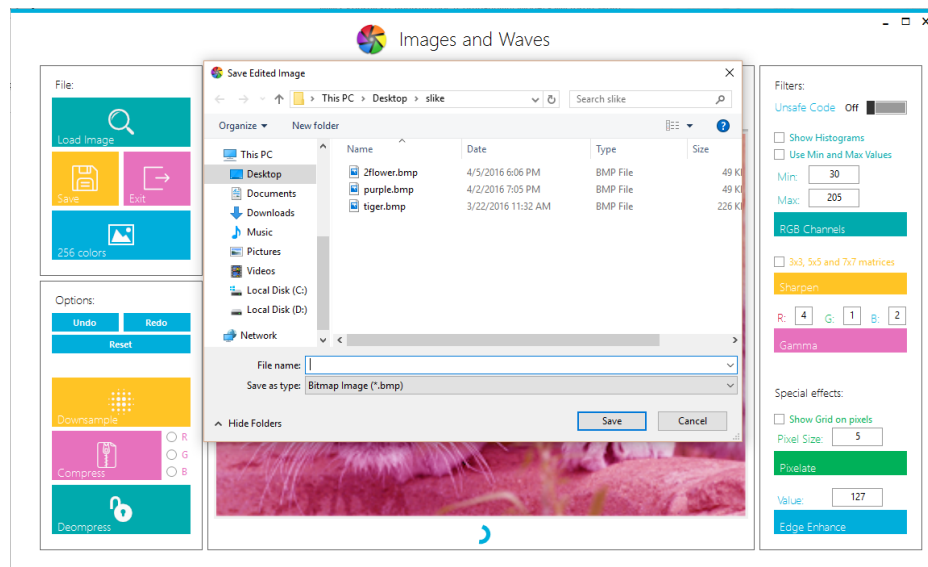 Images and Waves
File:
Load Image
Save
Exit
256 colors
Options:
Undo
Redo
Reset
Downsample
Compress
R
G
B
Deompress
Save Edited Image
This PC > Desktop > slike
Search slike
Organize
New folder
This PC
Desktop
Documents
Downloads
Music
Pictures
Videos
Local Disk (C:)
Local Disk (D:)
Network
Name Date Type Size
2flower.bmp 4/5/2016 6:06 PM BMP File 49
purple.bmp 4/2/2016 7:05 PM BMP File 49
tiger.bmp 3/22/2016 11:32 AM BMP File 226
File name:
Save as type: Bitmap Image (*.bmp)
Hide Folders
Save
Cancel
Filters:
Unsafe Code Off
Show Histograms
Use Min and Max Values
Min: 30
Max: 205
RGB Channels
3x3, 5x5 and 7x7 matrices
Sharpen
R: 4 G: 1 B: 2
Gamma
Special effects:
Show Grid on pixels
Pixel Size: 5
Pixelate
Value: 127
Edge Enhance